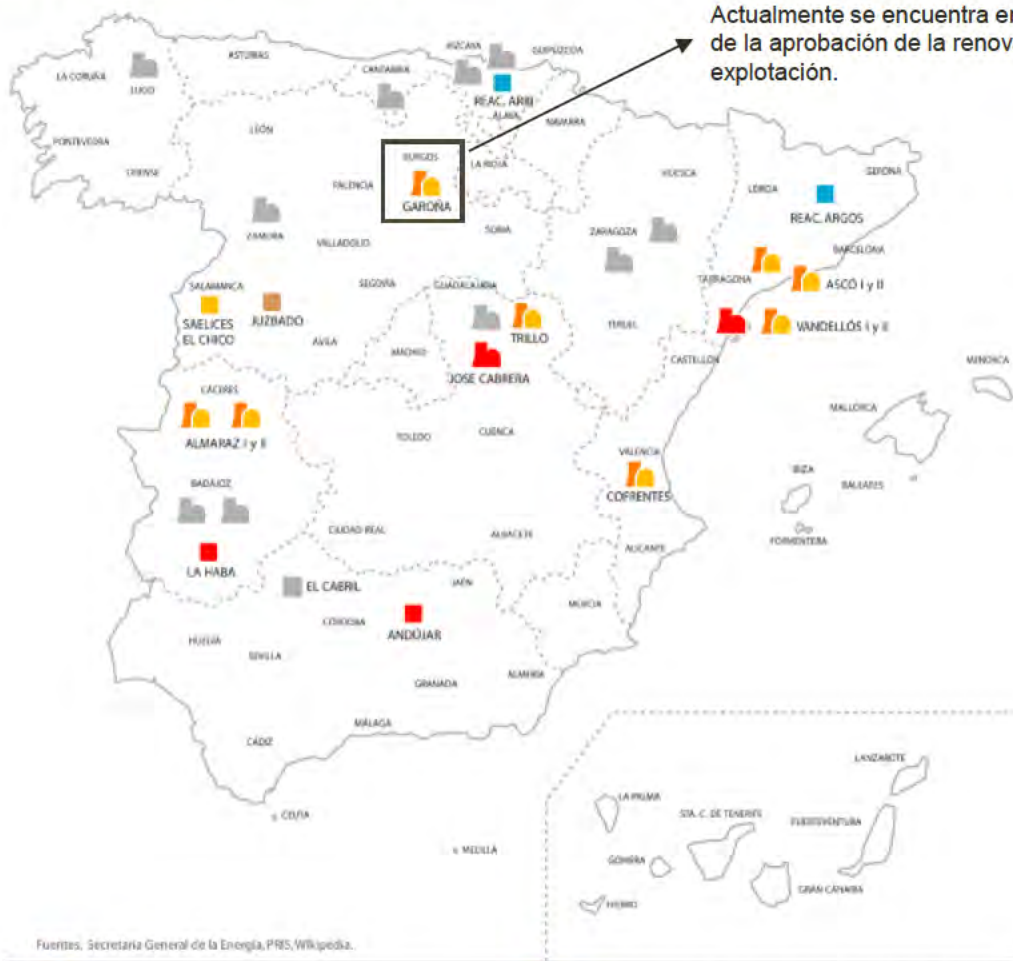 Actualmente se encuentra en
de la aprobación de la renov
explotación.
ASTURIAS
VIZCAYA
GUIPÚZCOA
LA CORUÑA
LUGO
CANTABRIA
REAC. ARBI
ÁLAVA
NAVARRA
PONTEVEDRA
LEÓN
BURGOS
LA RIOJA
ORENSE
PALENCIA
GAROÑA
HUESCA
LÉRIDA
GERONA
REAC. ARGOS
ZAMORA
VALLADOLID
SORIA
ZARAGOZA
BARCELONA
SALAMANCA
SEGOVIA
GUADALAJARA
TARRAGONA
ASCÓ I y II
SAELICES
EL CHICO
JUZBADO
ÁVILA
MADRID
TRILLO
TERUEL
VANDELLÓS I y II
JOSE CABRERA
CASTELLÓN
MENORCA
CÁCERES
MALLORCA
ALMARAZ I y II
TOLEDO
CUENCA
VALENCIA
IBIZA
BALEARES
BADAJOZ
COFRENTES
CIUDAD REAL
ALBACETE
FORMENTERA
ALICANTE
LA HABA
EL CABRIL
JAÉN
MURCIA
CÓRDOBA
ANDÚJAR
HUELVA
SEVILLA
GRANADA
ALMERÍA
MÁLAGA
CÁDIZ
LANZAROTE
LA PALMA
STA. C. DE TENERIFE
FUERTEVENTURA
CEUTA
MELILLA
GOMERA
GRAN CANARIA
HIERRO
Fuentes. Secretaría General de la Energía, PRIS, Wikipedia.